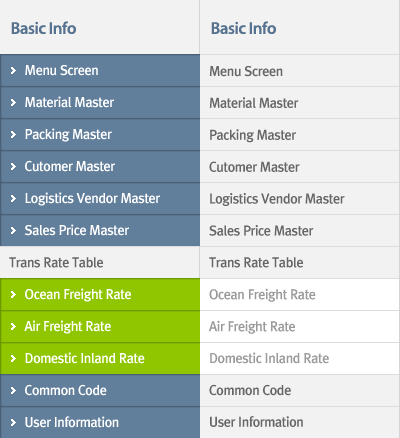 Basic Info Basic Info
Menu Screen Menu Screen
Material Master Material Master
Packing Master Packing Master
Cutomer Master Cutomer Master
Logistics Vendor Master Logistics Vendor Master
Sales Price Master Sales Price Master
Trans Rate Table Trans Rate Table
Ocean Freight Rate Ocean Freight Rate
Air Freight Rate Air Freight Rate
Domestic Inland Rate Domestic Inland Rate
Common Code Common Code
User Information User Information